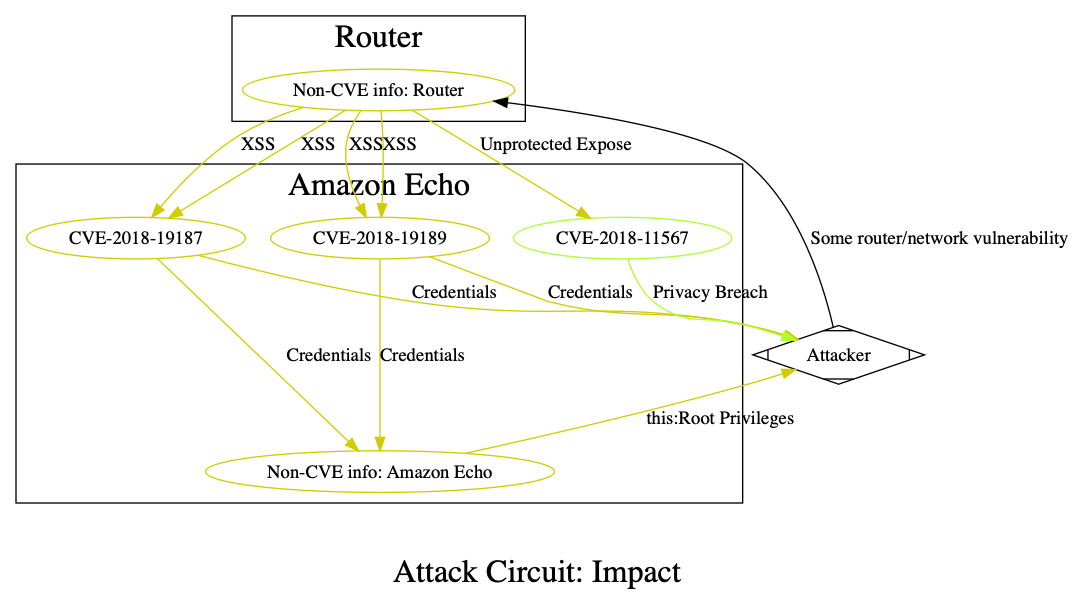 Router
Non-CVE info: Router
XSS
XSS
XSS
XSS
Unprotected Expose
Amazon Echo
CVE-2018-19187
CVE-2018-19189
CVE-2018-11567
Some router/network vulnerability
Credentials
Credentials
Privacy Breach
Credentials
Credentials
Attacker
this:Root Privileges
Non-CVE info: Amazon Echo
Attack Circuit: Impact